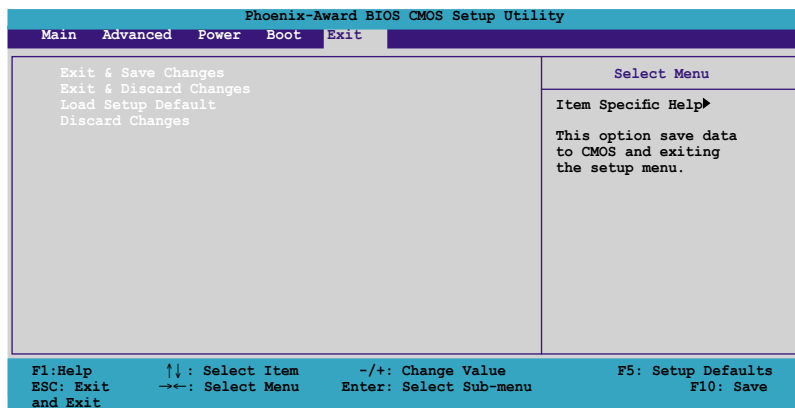 Phoenix-Award BIOS CMOS Setup Utility
Main Advanced Power Boot Exit
Exit & Save Changes
Exit & Discard Changes
Load Setup Default
Discard Changes
Select Menu
Item Specific Help▶
This option save data
to CMOS and exiting
the setup menu.
F1:Help ↑↓: Select Item -/+: Change Value F5: Setup Defaults
ESC: Exit →←: Select Menu Enter: Select Sub-menu F10: Save
and Exit